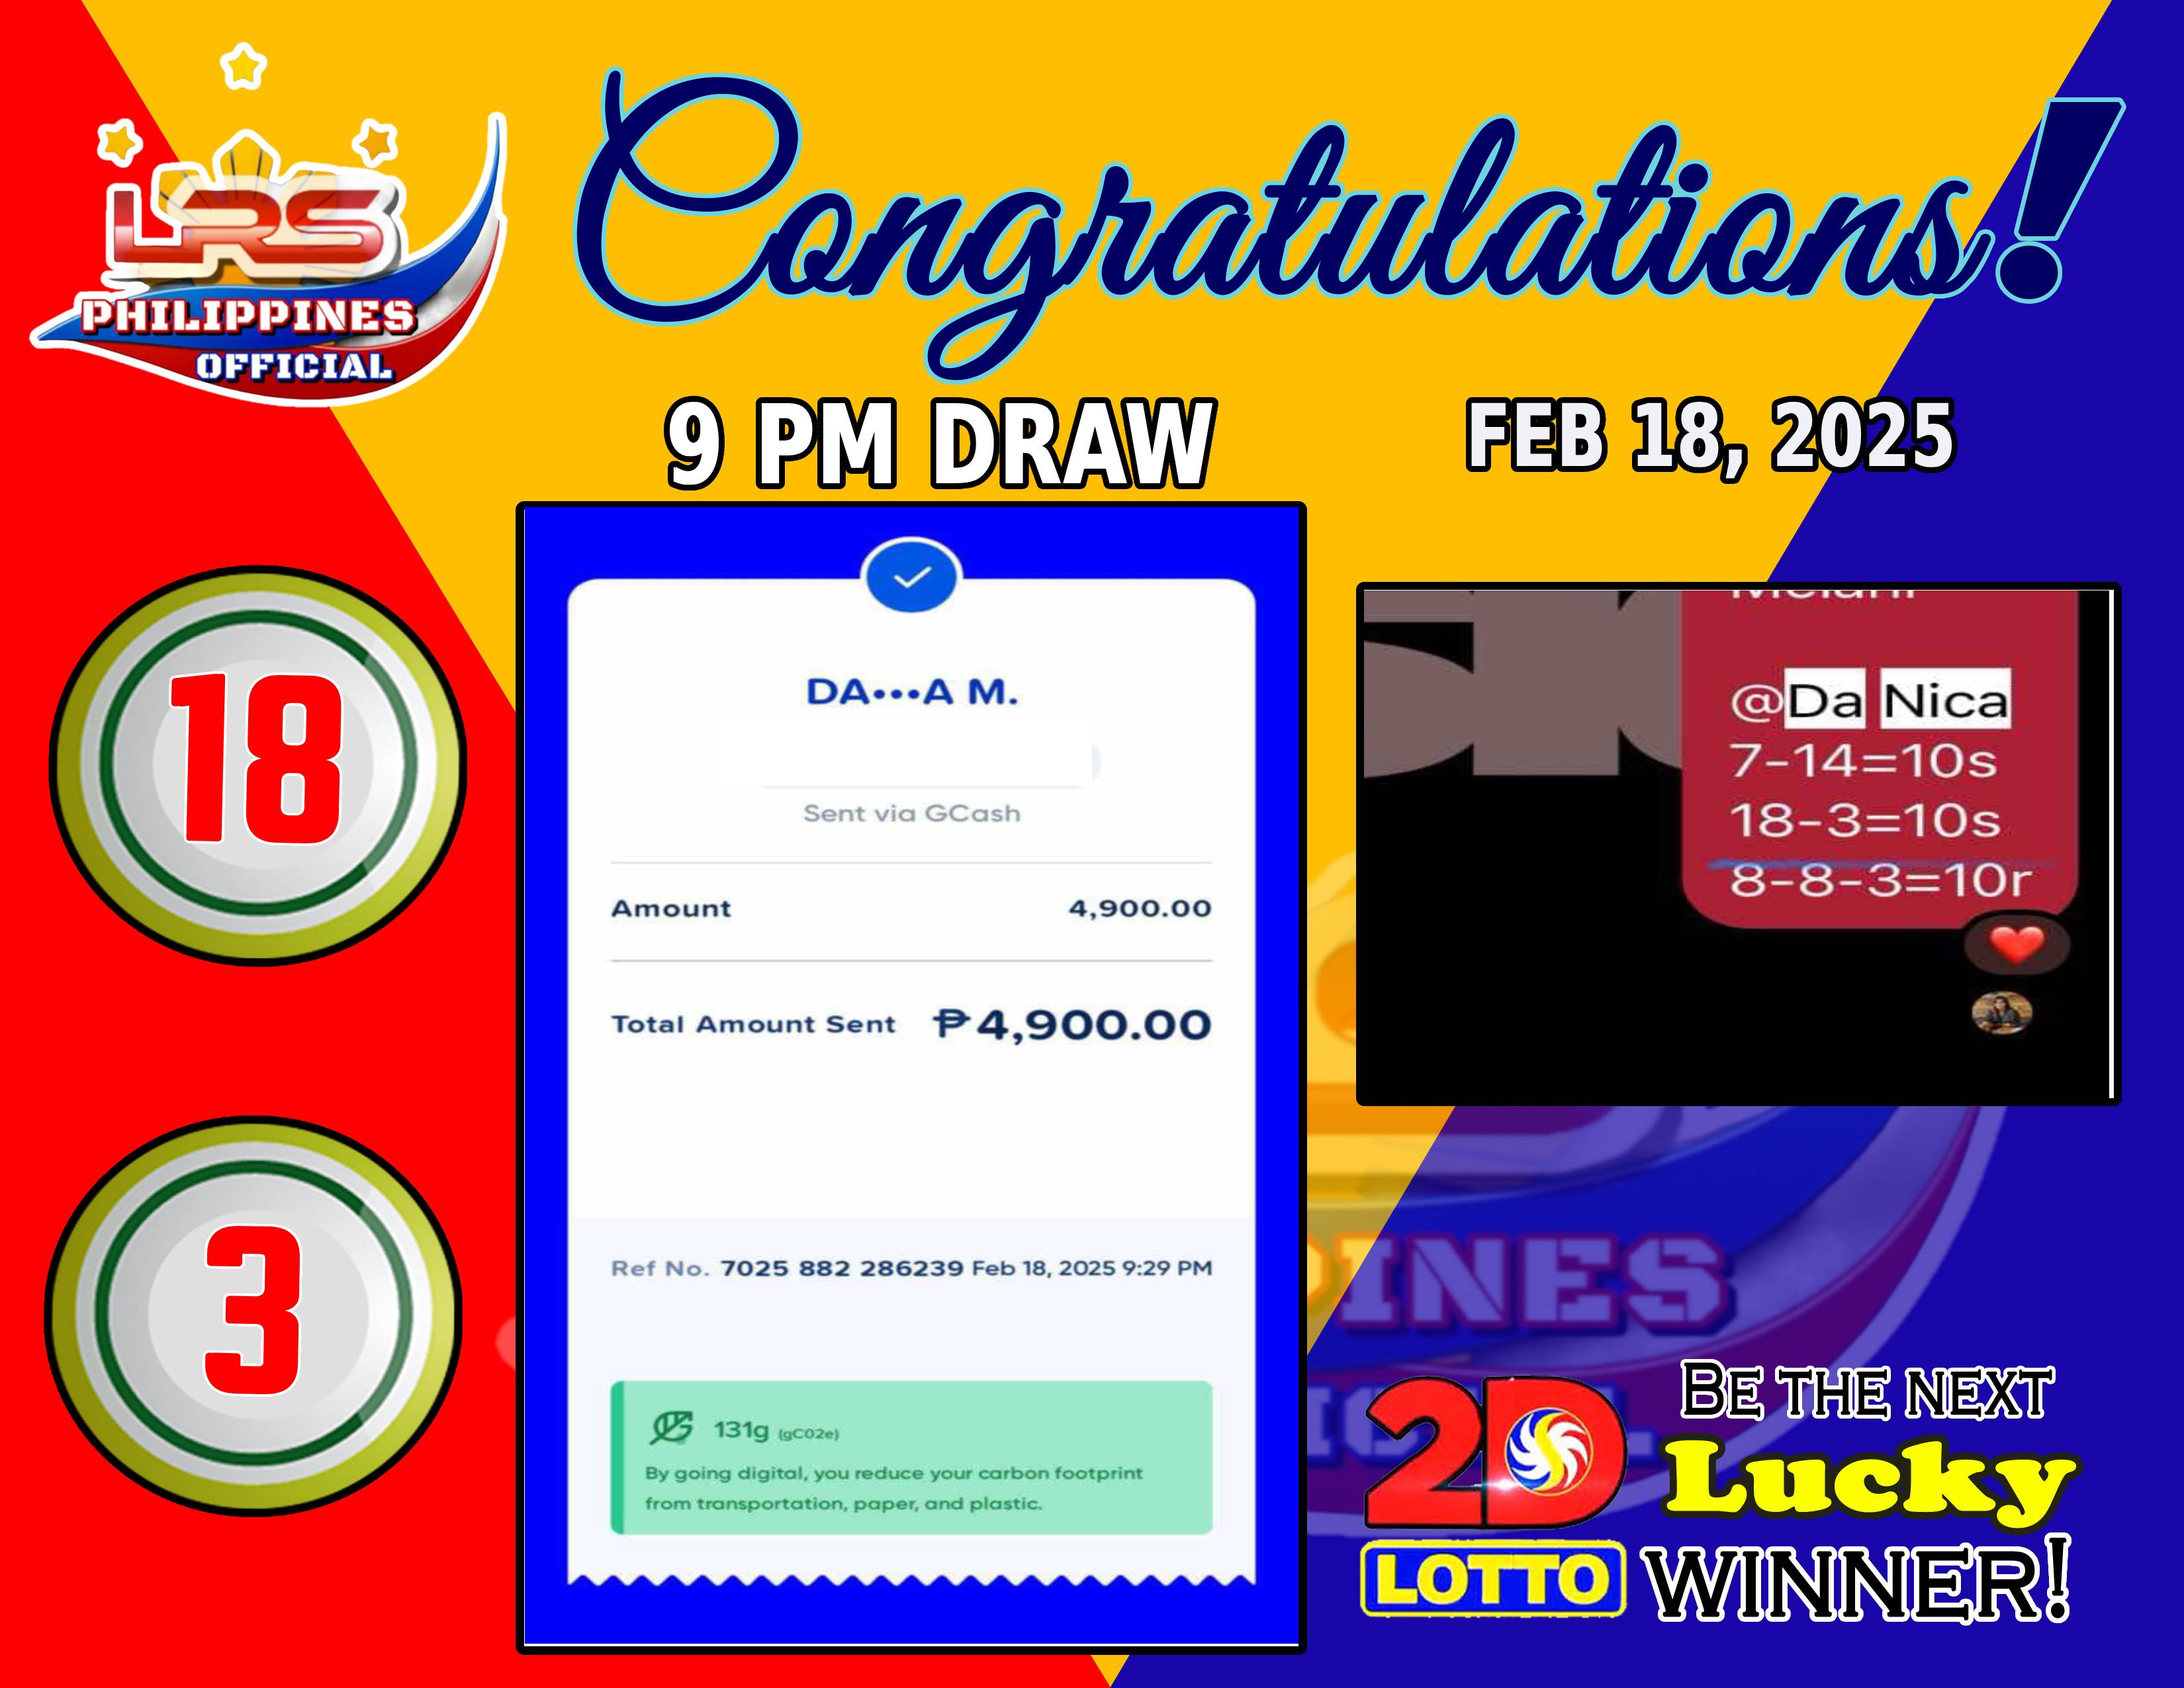 LRS
PHILIPPINES
OFFICIAL
Congratulations!
9 PM DRAW
FEB 18, 2025
18
3
DA•••A M.
Sent via GCash
Amount 4,900.00
Total Amount Sent ₱4,900.00
Ref No. 7025 882 286239 Feb 18, 2025 9:29 PM
131g (gCO2e)
By going digital, you reduce your carbon footprint
from transportation, paper, and plastic.
@Da Nica
7-14=10s
18-3=10s
8-8-3=10r
2D
LOTTO
BE THE NEXT
Lucky
WINNER!